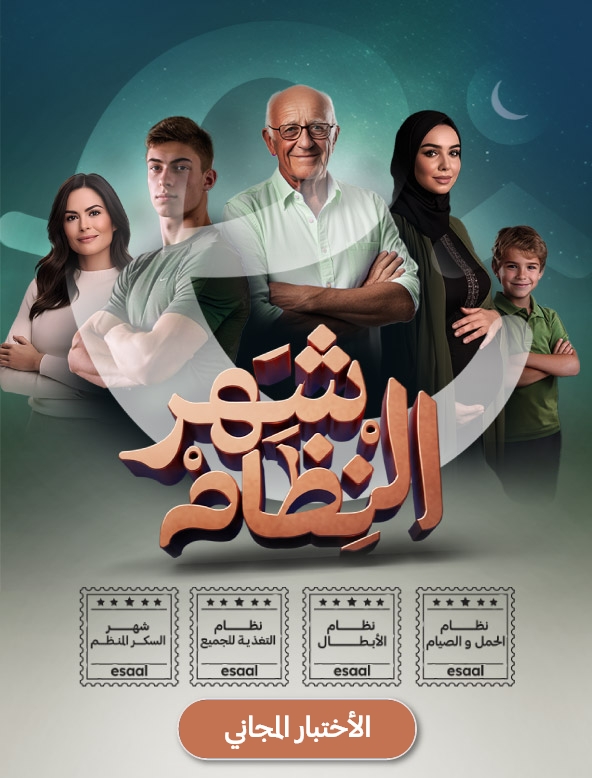 شهر
النظام
نظام
الحمل و الصيام
esaal
نظام
الأبطال
esaal
نظام
التغذية للجميع
esaal
شهر
السكر المنظم
esaal
الأختبار المجاني